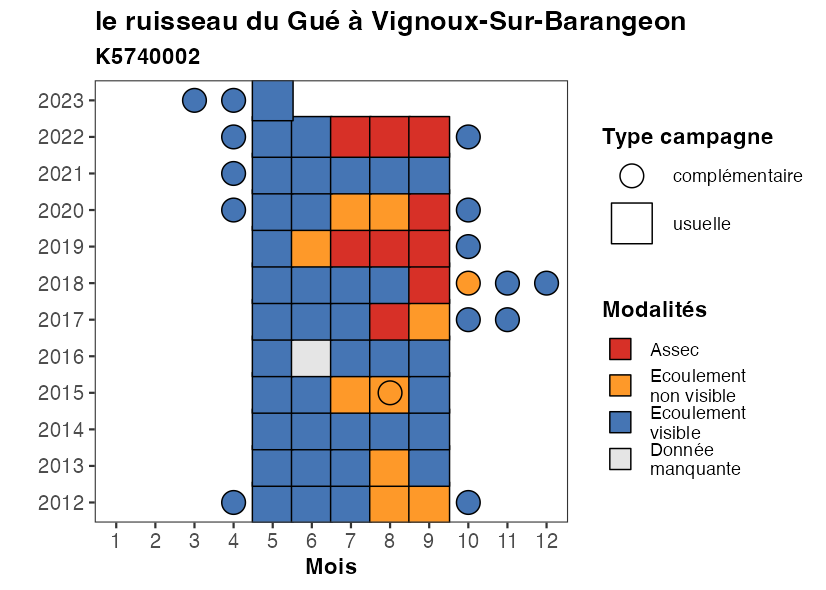 le ruisseau du Gué à Vignoux-Sur-Barangeon
K5740002
2023
2022
2021
2020
2019
2018
2017
2016
2015
2014
2013
2012
1 2 3 4 5 6 7 8 9 10 11 12
Mois
Type campagne
complémentaire
usuelle
Modalités
Assec
Ecoulement
non visible
Ecoulement
visible
Donnée
manquante